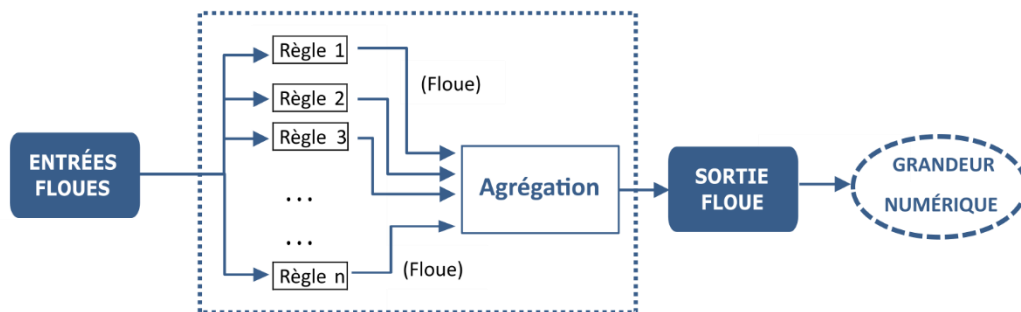 ENTRÉES
FLOUES
Règle 1
(Floue)
Règle 2
Règle 3
...
...
Règle n
(Floue)
Agrégation
SORTIE
FLOUE
GRANDEUR
NUMÉRIQUE